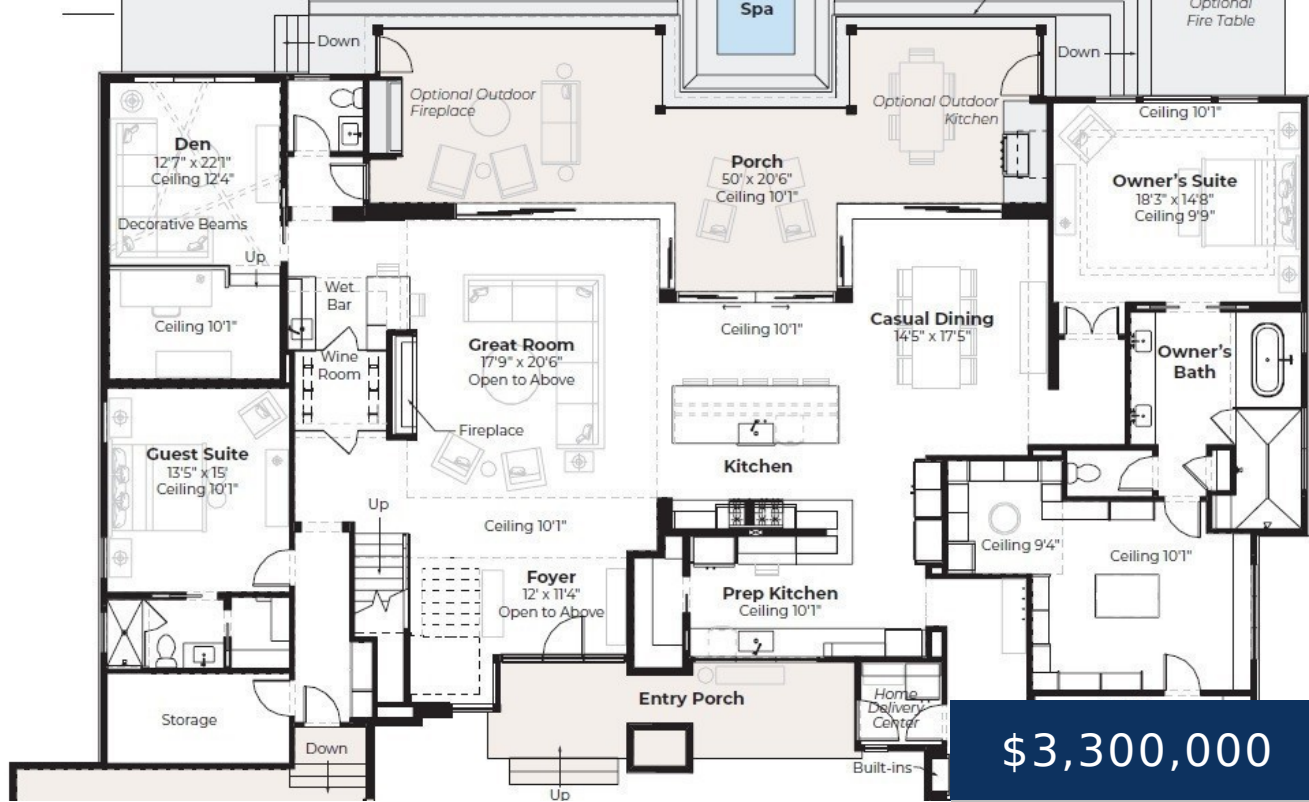 Spa
Optional
Fire Table
Down
Down
Optional Outdoor
Fireplace
Optional Outdoor
Kitchen
Ceiling 10'1"
Den
12'7" x 22'1"
Ceiling 12'4"
Decorative Beams
Porch
50' x 20'6"
Ceiling 10'1"
Owner's Suite
18'3" x 14'8"
Ceiling 9'9"
Up
Wet
Bar
Ceiling 10'1"
Ceiling 10'1"
Casual Dining
14'5" x 17'5"
Great Room
17'9" x 20'6"
Open to Above
Wine
Room
Owner's
Bath
Fireplace
Guest Suite
13'5" x 15'
Ceiling 10'1"
Kitchen
Up
Ceiling 10'1"
Ceiling 9'4"
Ceiling 10'1"
Foyer
12' x 11'4"
Open to Above
Prep Kitchen
Ceiling 10'1"
Entry Porch
Home
Delivery
Center
Storage
Down
Built-ins
Up
$3,300,000